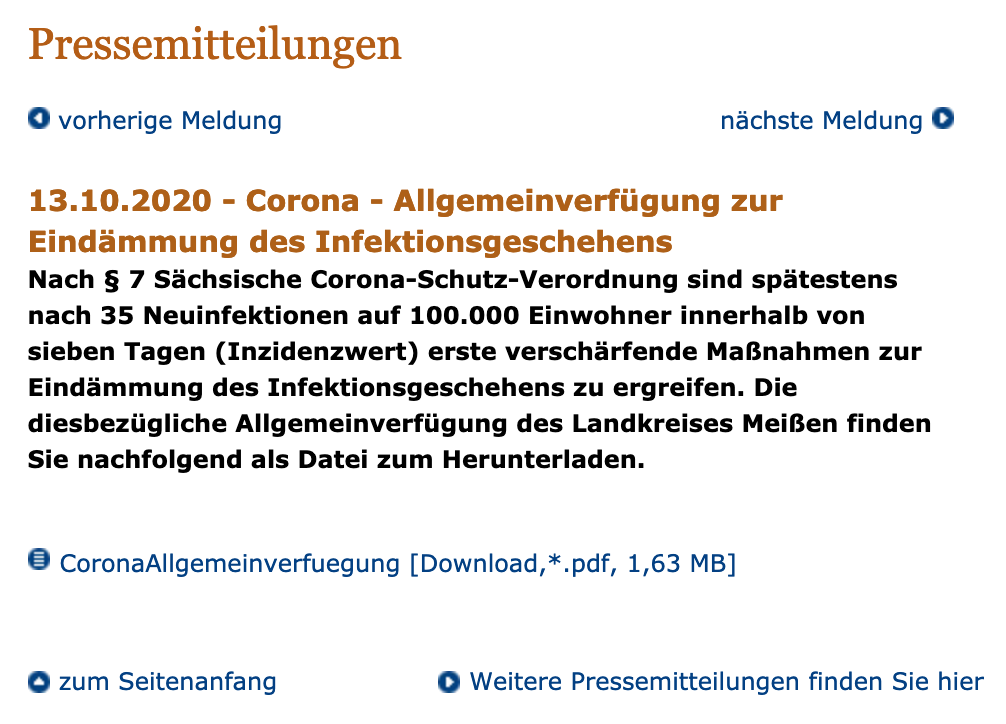 Pressemitteilungen
vorherige Meldung
nächste Meldung
13.10.2020 - Corona - Allgemeinverfügung zur
Eindämmung des Infektionsgeschehens
Nach § 7 Sächsische Corona-Schutz-Verordnung sind spätestens
nach 35 Neuinfektionen auf 100.000 Einwohner innerhalb von
sieben Tagen (Inzidenzwert) erste verschärfende Maßnahmen zur
Eindämmung des Infektionsgeschehens zu ergreifen. Die
diesbezügliche Allgemeinverfügung des Landkreises Meißen finden
Sie nachfolgend als Datei zum Herunterladen.
CoronaAllgemeinverfuegung [Download,*.pdf, 1,63 MB]
zum Seitenanfang
Weitere Pressemitteilungen finden Sie hier